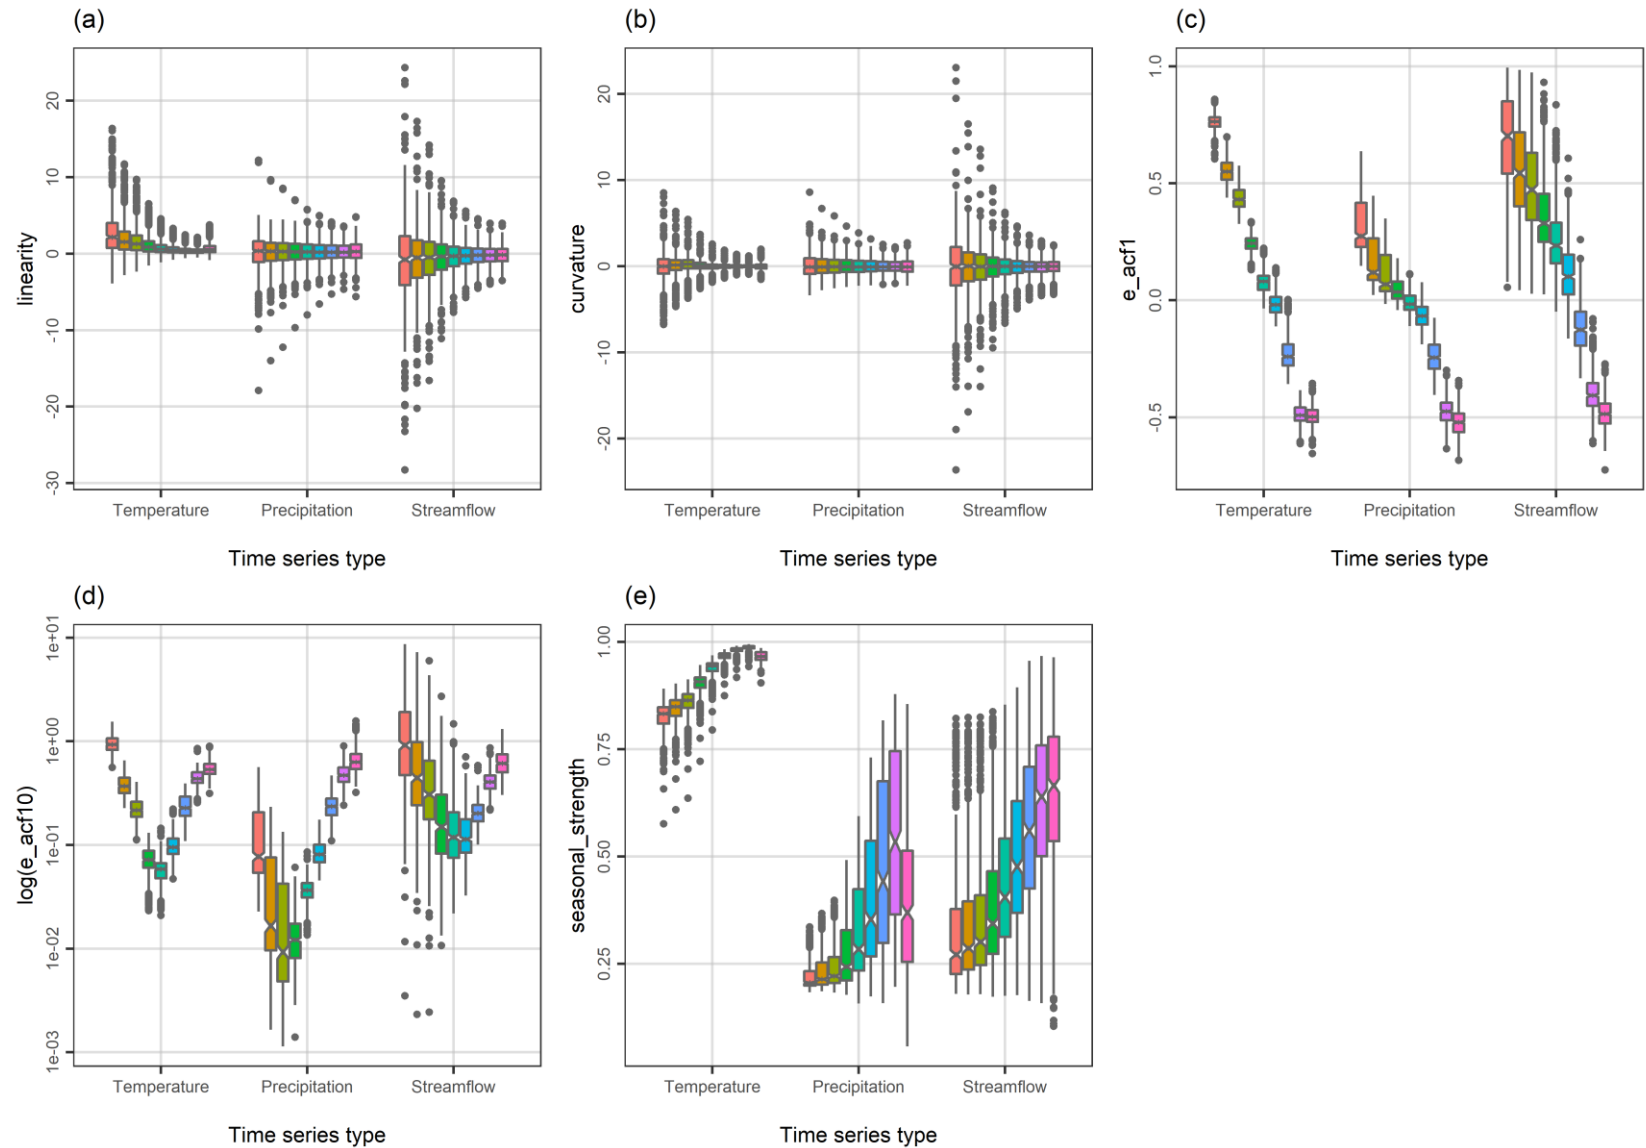 (a)
linearity
20
10
0
-10
-20
-30
Temperature Precipitation Streamflow
Time series type
(b)
curvature
20
10
0
-10
-20
Temperature Precipitation Streamflow
Time series type
(c)
e_acf1
1.0
0.5
0.0
-0.5
Temperature Precipitation Streamflow
Time series type
(d)
log(e_acf10)
1e+01
1e+00
1e-01
1e-02
1e-03
Temperature Precipitation Streamflow
Time series type
(e)
seasonal_strength
1.00
0.75
0.50
0.25
Temperature Precipitation Streamflow
Time series type